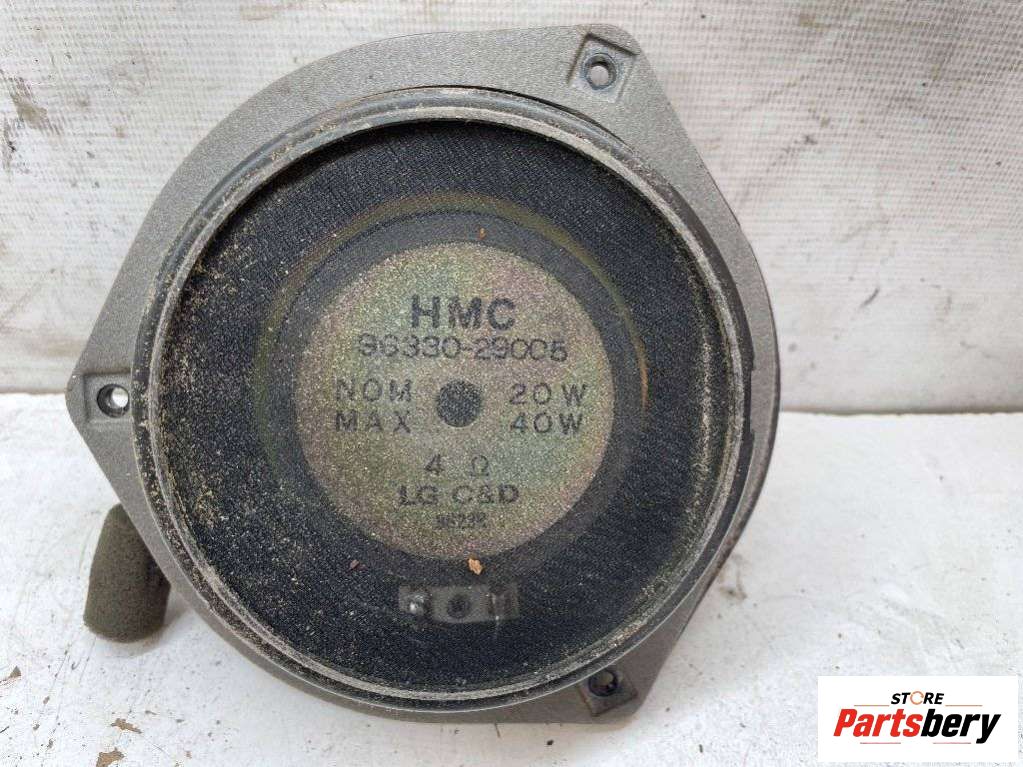 HMC
96330-29005
NOM 20W
MAX 40W
4 Ω
LG C&D
STORE
Partsbery